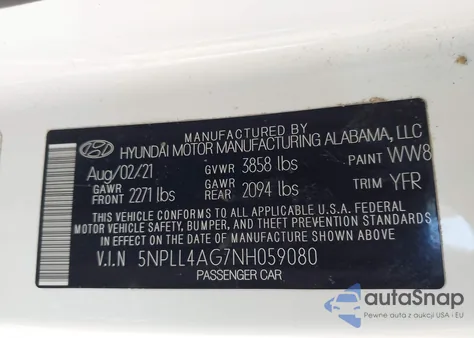 MANUFACTURED BY
HYUNDAI MOTOR MANUFACTURING ALABAMA, LLC
Aug/02/21 GVWR 3858 lbs PAINT WW8
GAWR FRONT 2271 lbs GAWR REAR 2094 lbs TRIM YFR
THIS VEHICLE CONFORMS TO ALL APPLICABLE U.S.A. FEDERAL
MOTOR VEHICLE SAFETY, BUMPER, AND THEFT PREVENTION STANDARDS
IN EFFECT ON THE DATE OF MANUFACTURE SHOWN ABOVE.
V.I.N 5NPLL4AG7NH059080
PASSENGER CAR
autoSnap
Pewne auta z aukcji USA - EU